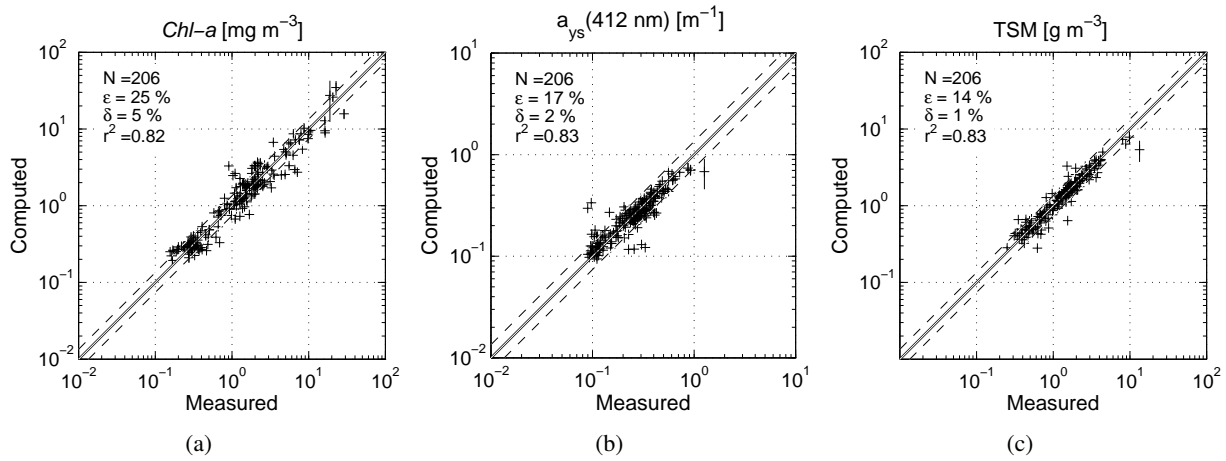 Chl–a [mg m⁻³]
N =206
ε = 25 %
δ = 5 %
r² =0.82
10²
10¹
10⁰
10⁻¹
10⁻²
Computed
10⁻² 10⁻¹ 10⁰ 10¹ 10²
Measured
(a)
a_ys(412 nm) [m⁻¹]
N =206
ε = 17 %
δ = 2 %
r² =0.83
10¹
10⁰
10⁻¹
10⁻²
Computed
10⁻² 10⁻¹ 10⁰ 10¹
Measured
(b)
TSM [g m⁻³]
N =206
ε = 14 %
δ = 1 %
r² =0.83
10²
10¹
10⁰
10⁻¹
Computed
10⁻¹ 10⁰ 10¹ 10²
Measured
(c)